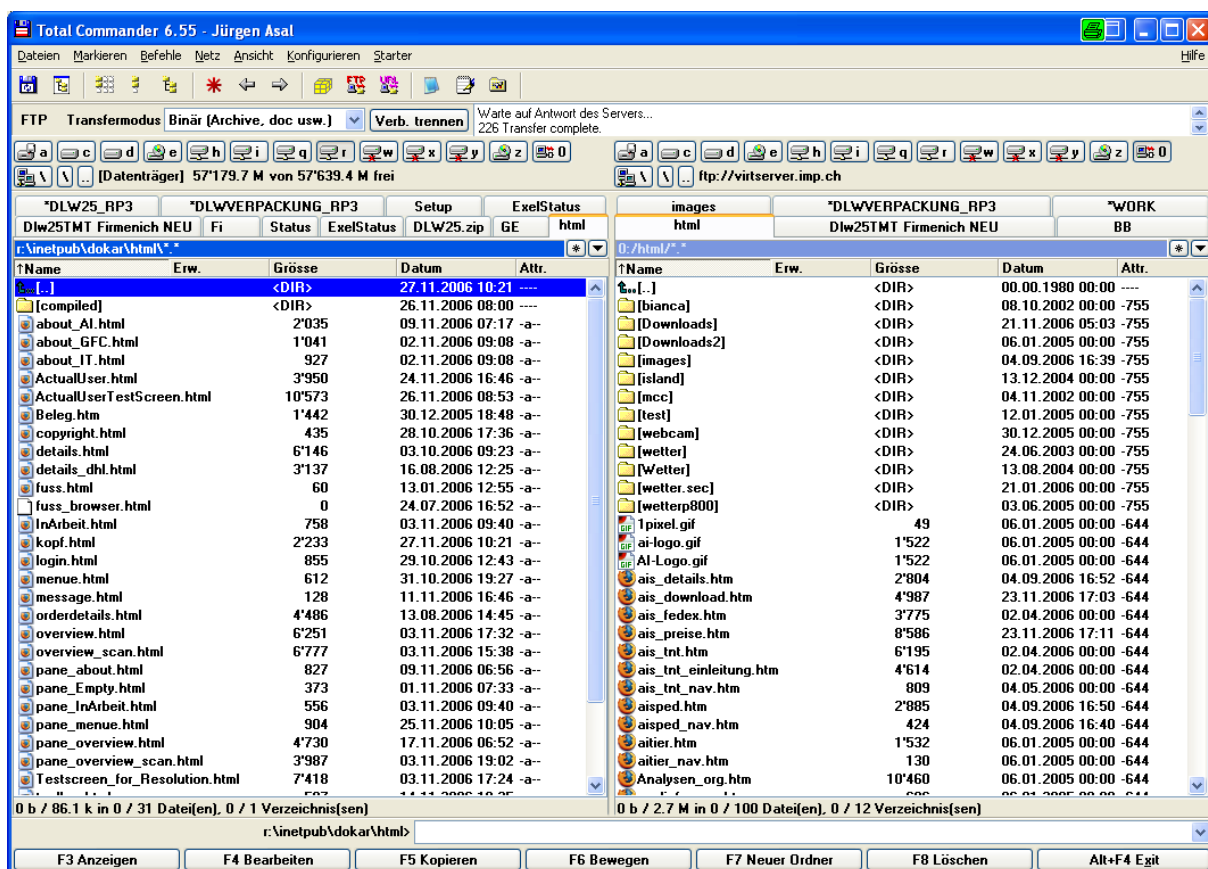 Total Commander 6.55 - Jürgen Asal
Dateien Markieren Befehle Netz Ansicht Konfigurieren Starter Hilfe
FTP Transfermodus Binär (Archive, doc usw.) Verb. trennen
Warte auf Antwort des Servers...
226 Transfer complete.
a c d e h i q r w x y z 0
\ \ .. [Datenträger] 57'179.7 M von 57'639.4 M frei
*DLW25_RP3 *DLWVERPACKUNG_RP3 Setup ExelStatus
Dlw25TMT Firmenich NEU Fi Status ExelStatus DLW25.zip GE html
r:\inetpub\dokar\html\*.*
* 
↑Name Erw. Grösse Datum Attr.
[..] <DIR> 27.11.2006 10:21 ----
[compiled] <DIR> 26.11.2006 08:00 ----
about_AI.html 2'035 09.11.2006 07:17 -a--
about_GFC.html 1'041 02.11.2006 09:08 -a--
about_IT.html 927 02.11.2006 09:08 -a--
ActualUser.html 3'950 24.11.2006 16:46 -a--
ActualUserTestScreen.html 10'573 26.11.2006 08:53 -a--
Beleg.htm 1'442 30.12.2005 18:48 -a--
copyright.html 435 28.10.2006 17:36 -a--
details.html 6'146 03.10.2006 09:23 -a--
details_dhl.html 3'137 16.08.2006 12:25 -a--
fuss.html 60 13.01.2006 12:55 -a--
fuss_browser.html 0 24.07.2006 16:52 -a--
InArbeit.html 758 03.11.2006 09:40 -a--
kopf.html 2'233 27.11.2006 10:21 -a--
login.html 855 29.10.2006 12:43 -a--
menue.html 612 31.10.2006 19:27 -a--
message.html 128 11.11.2006 16:46 -a--
orderdetails.html 4'486 13.08.2006 14:45 -a--
overview.html 6'251 03.11.2006 17:32 -a--
overview_scan.html 6'777 03.11.2006 15:38 -a--
pane_about.html 827 09.11.2006 06:56 -a--
pane_Empty.html 373 01.11.2006 07:33 -a--
pane_InArbeit.html 556 03.11.2006 09:40 -a--
pane_menue.html 904 25.11.2006 10:05 -a--
pane_overview.html 4'730 17.11.2006 06:52 -a--
pane_overview_scan.html 3'987 03.11.2006 19:02 -a--
Testscreen_for_Resolution.html 7'418 03.11.2006 17:24 -a--
0 b / 86.1 k in 0 / 31 Datei(en), 0 / 1 Verzeichnis(sen)
a c d e h i q r w x y z 0
\ \ .. ftp://virtserver.imp.ch
images *DLWVERPACKUNG_RP3 *WORK
html Dlw25TMT Firmenich NEU BB
0:/html/*.*
*
↑Name Erw. Grösse Datum Attr.
[..] <DIR> 00.00.1980 00:00 ----
[bianca] <DIR> 08.10.2002 00:00 -755
[Downloads] <DIR> 21.11.2006 05:03 -755
[Downloads2] <DIR> 06.01.2005 00:00 -755
[images] <DIR> 04.09.2006 16:39 -755
[island] <DIR> 13.12.2004 00:00 -755
[mcc] <DIR> 04.11.2002 00:00 -755
[test] <DIR> 12.01.2005 00:00 -755
[webcam] <DIR> 30.12.2005 00:00 -755
[wetter] <DIR> 24.06.2003 00:00 -755
[Wetter] <DIR> 13.08.2004 00:00 -755
[wetter.sec] <DIR> 21.01.2006 00:00 -755
[wetterp800] <DIR> 03.06.2005 00:00 -755
1pixel.gif 49 06.01.2005 00:00 -644
ai-logo.gif 1'522 06.01.2005 00:00 -644
AI-Logo.gif 1'522 06.01.2005 00:00 -644
ais_details.htm 2'804 04.09.2006 16:52 -644
ais_download.htm 4'987 23.11.2006 17:03 -644
ais_fedex.htm 3'775 02.04.2006 00:00 -644
ais_preise.htm 8'586 23.11.2006 17:11 -644
ais_tnt.htm 6'195 02.04.2006 00:00 -644
ais_tnt_einleitung.htm 4'614 02.04.2006 00:00 -644
ais_tnt_nav.htm 809 04.05.2006 00:00 -644
aisped.htm 2'885 04.09.2006 16:50 -644
aisped_nav.htm 424 04.09.2006 16:40 -644
aitier.htm 1'532 06.01.2005 00:00 -644
aitier_nav.htm 130 06.01.2005 00:00 -644
Analysen_org.htm 10'460 06.01.2005 00:00 -644
0 b / 2.7 M in 0 / 100 Datei(en), 0 / 12 Verzeichnis(sen)
r:\inetpub\dokar\html>
F3 Anzeigen F4 Bearbeiten F5 Kopieren F6 Bewegen F7 Neuer Ordner F8 Löschen Alt+F4 Exit